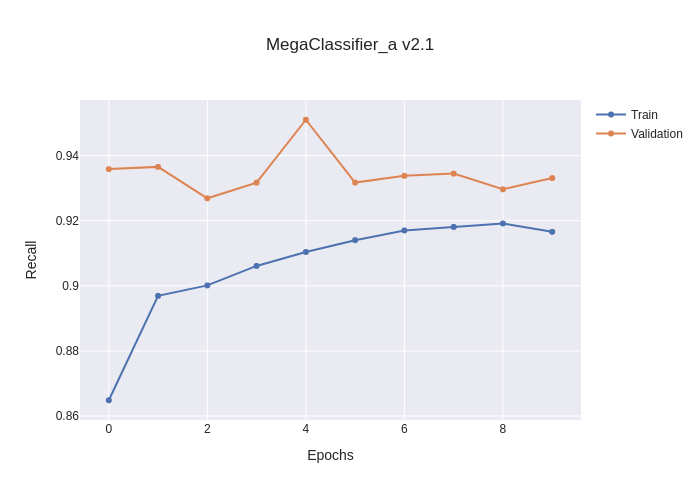 MegaClassifier_a v2.1
Train
Validation
Recall
0.94
0.92
0.9
0.88
0.86
0 2 4 6 8
Epochs